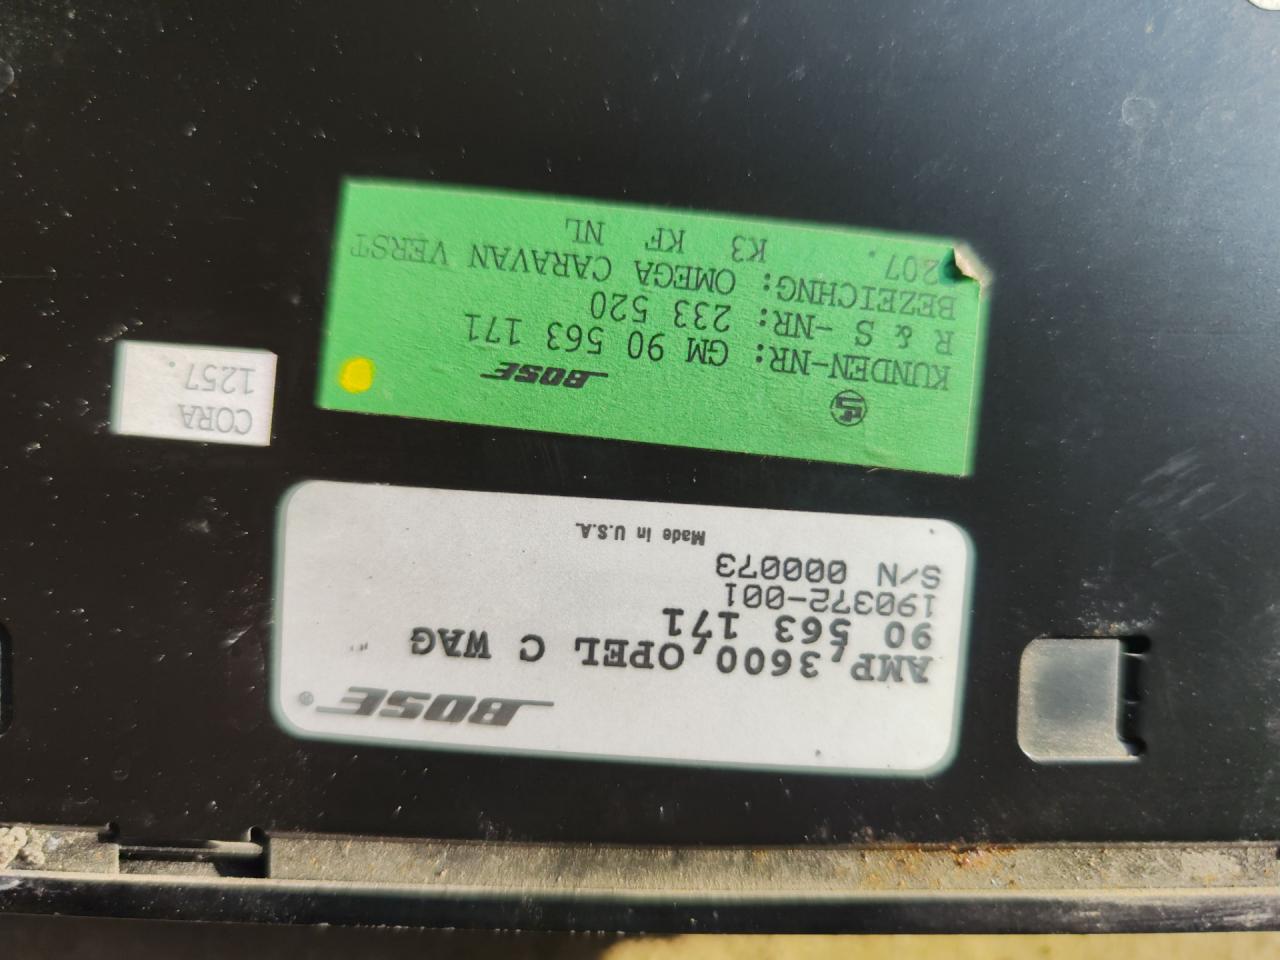 BOSE®
AMP, 3600, OPEL C WAG
90 563 171
190372-001
S/N 000073
Made in U.S.A.
BOSE
KUNDEN-NR: GM 90 563 171
R & S -NR: 233 520
BEZEICHNG: OMEGA CARAVAN VERST
207. K3 KF NL
CORA
1257.